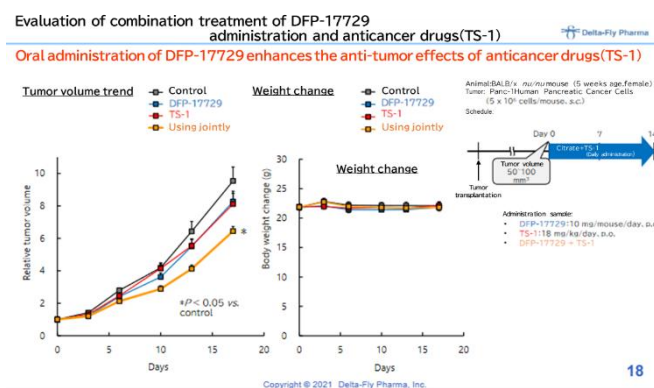 Evaluation of combination treatment of DFP-17729
administration and anticancer drugs(TS-1)
Delta-Fly Pharma
Oral administration of DFP-17729 enhances the anti-tumor effects of anticancer drugs(TS-1)
Tumor volume trend
Control
DFP-17729
TS-1
Using jointly
Weight change
Control
DFP-17729
TS-1
Using jointly
Animal:BALB/x nu/nu mouse (5 weeks age,female)
Tumor: Panc-1Human Pancreatic Cancer Cells
(5 x 10⁶ cells/mouse, s.c.)
Schedule:
Day 0 7 14
Citrate+TS-1
(Daily administration)
Tumor volume
50~100
mm³
Tumor
transplantation
Administration sample:
• DFP-17729:10 mg/mouse/day, p.o.
• TS-1:18 mg/kg/day, p.o.
• DFP-17729 + TS-1
Relative tumor volume
10
8
6
4
2
0
*
*P< 0.05 vs.
control
0 5 10 15 20
Days
Weight change
Body weight change (g)
30
25
20
15
10
5
0
0 5 10 15 20
Days
18
Copyright © 2021 Delta-Fly Pharma, Inc.